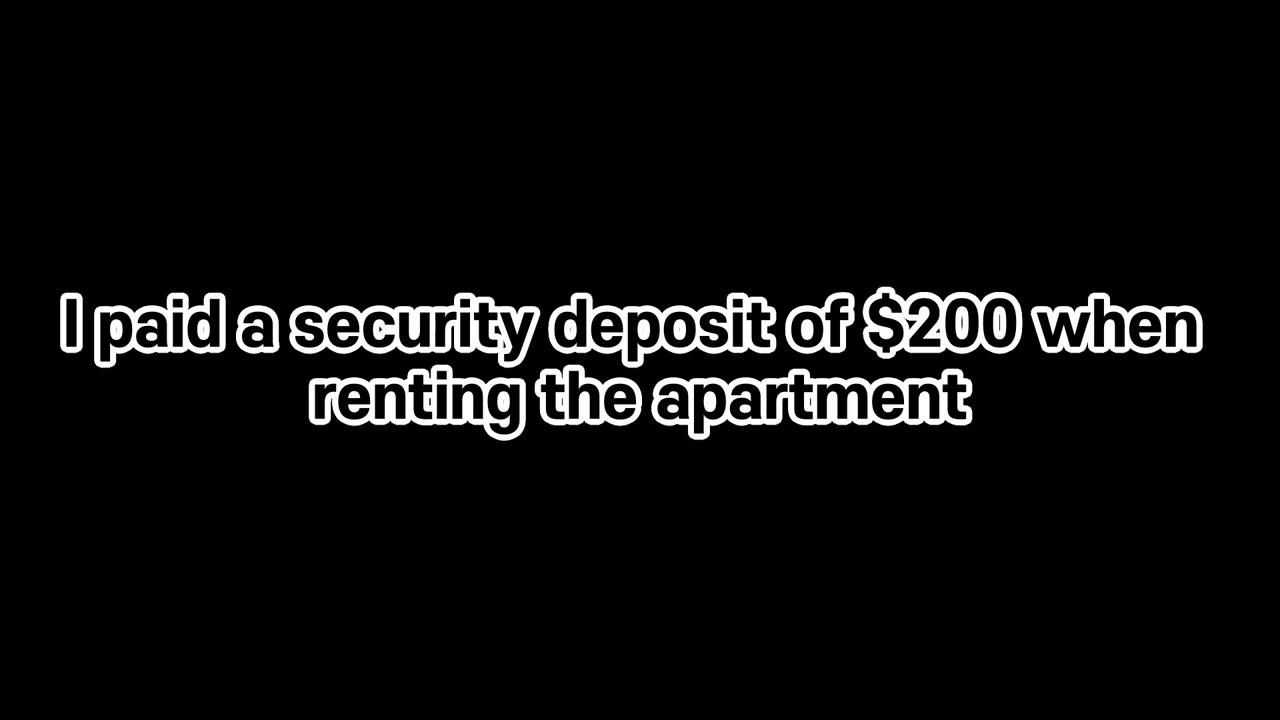 I paid a security deposit of $200 when
renting the apartment